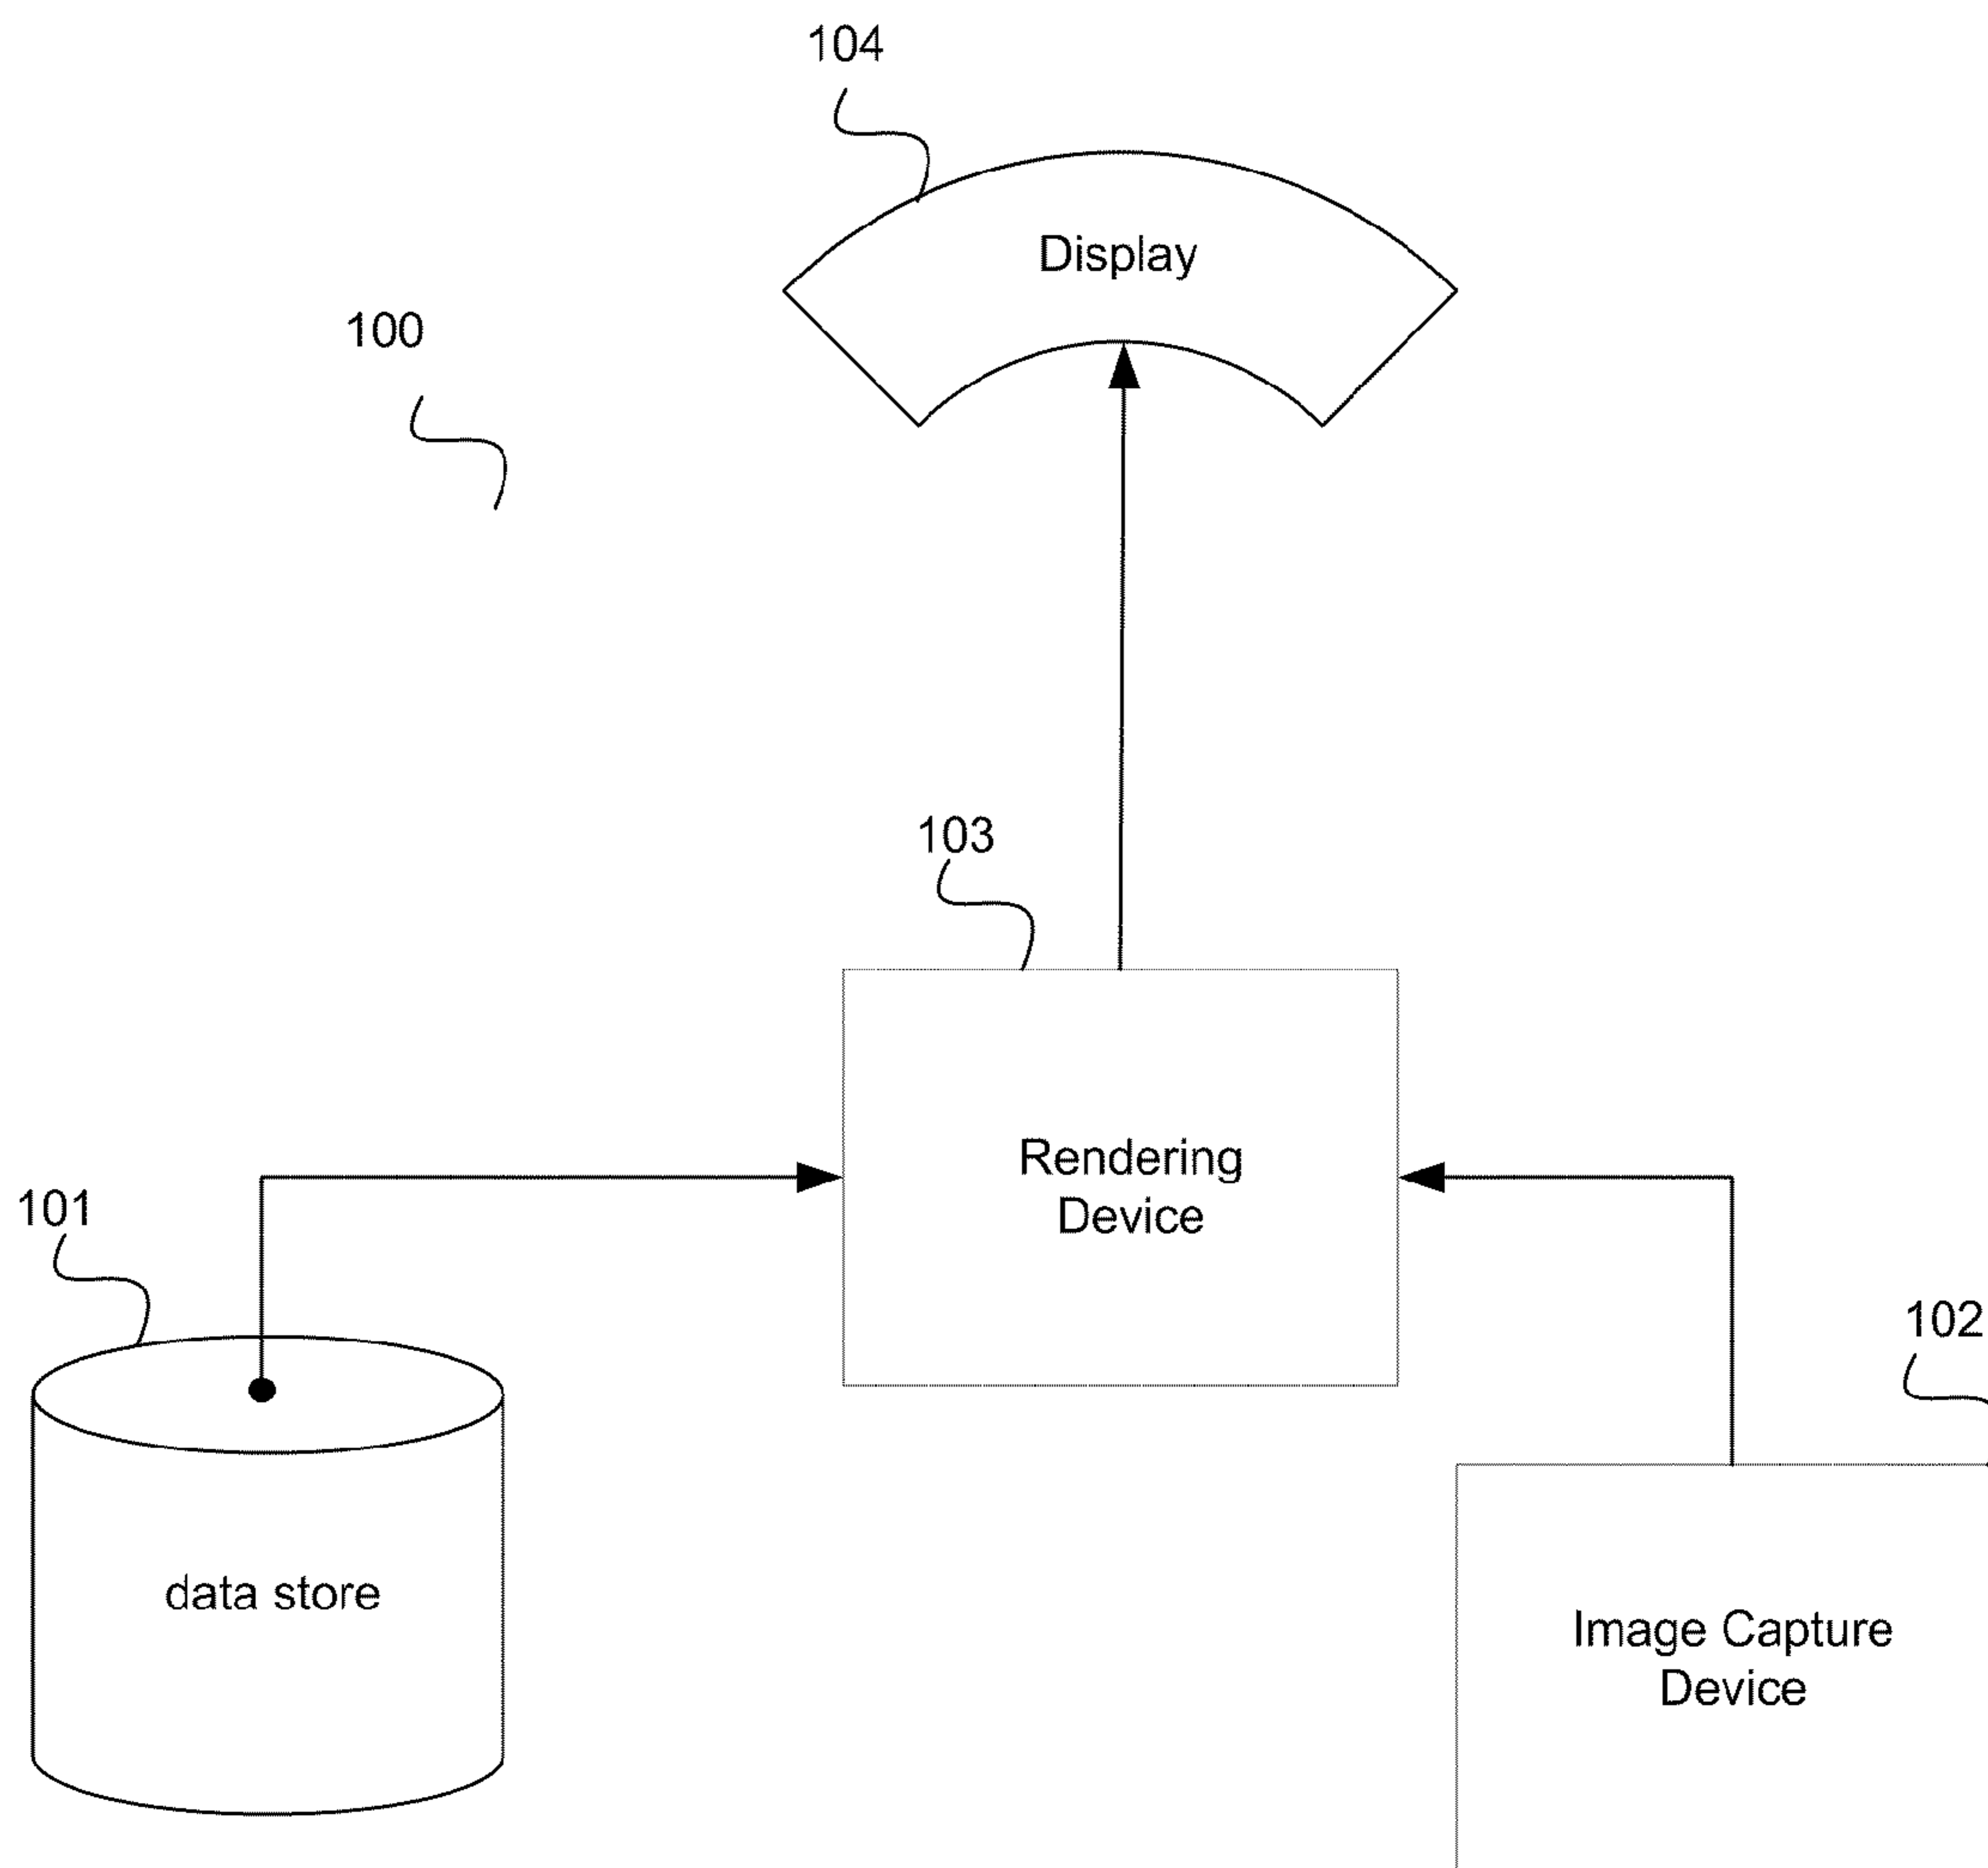 104
Display
100
103
Rendering
Device
101
102
data store
Image Capture
Device